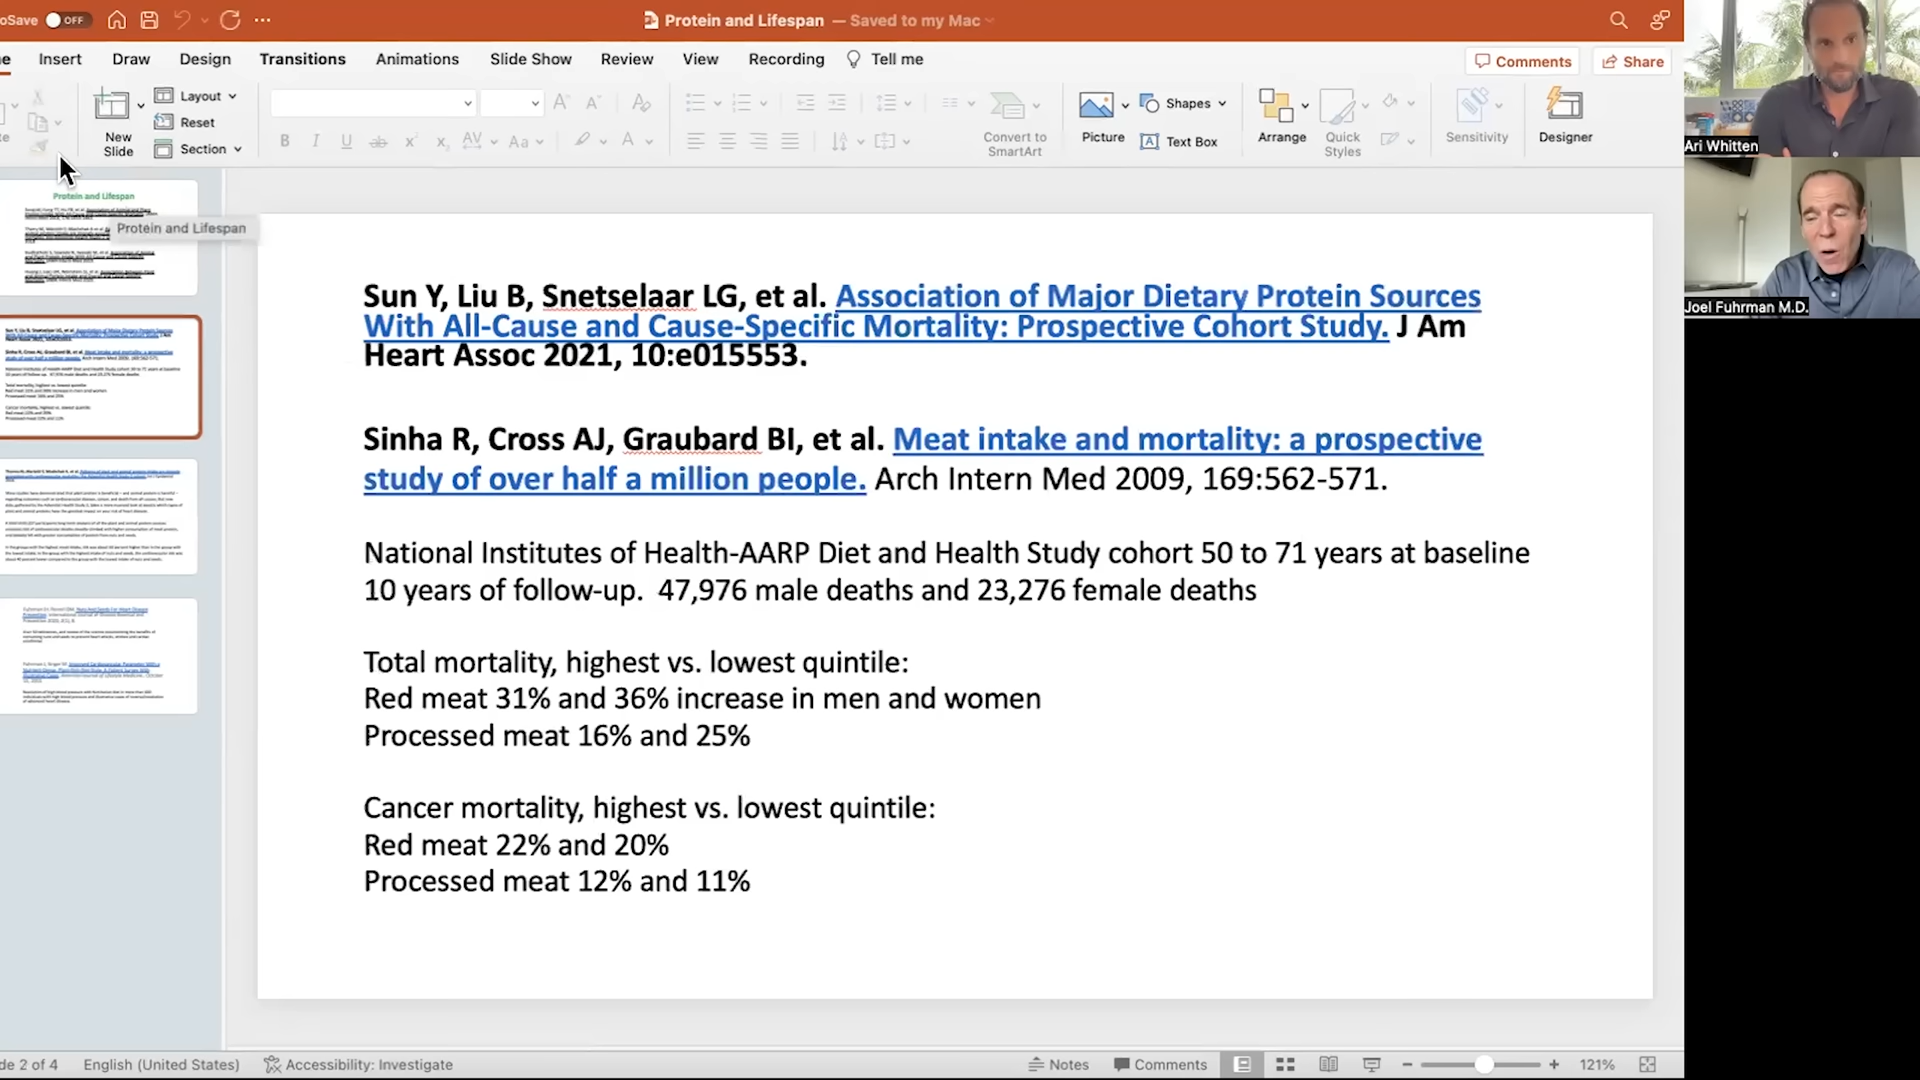 oSave OFF
Protein and Lifespan — Saved to my Mac
Insert Draw Design Transitions Animations Slide Show Review View Recording Tell me
Comments Share
New Slide
Layout
Reset
Section
Convert to SmartArt
Picture
Shapes
Text Box
Arrange
Quick Styles
Sensitivity
Designer
Ari Whitten
Joel Fuhrman M.D.
Protein and Lifespan
Protein and Lifespan
Sun Y, Liu B, Snetselaar LG, et al. Association of Major Dietary Protein Sources
With All-Cause and Cause-Specific Mortality: Prospective Cohort Study. J Am
Heart Assoc 2021, 10:e015553.
Sinha R, Cross AJ, Graubard BI, et al. Meat intake and mortality: a prospective
study of over half a million people. Arch Intern Med 2009, 169:562-571.
National Institutes of Health-AARP Diet and Health Study cohort 50 to 71 years at baseline
10 years of follow-up.  47,976 male deaths and 23,276 female deaths
Total mortality, highest vs. lowest quintile:
Red meat 31% and 36% increase in men and women
Processed meat 16% and 25%
Cancer mortality, highest vs. lowest quintile:
Red meat 22% and 20%
Processed meat 12% and 11%
de 2 of 4 English (United States) Accessibility: Investigate
Notes Comments 121%